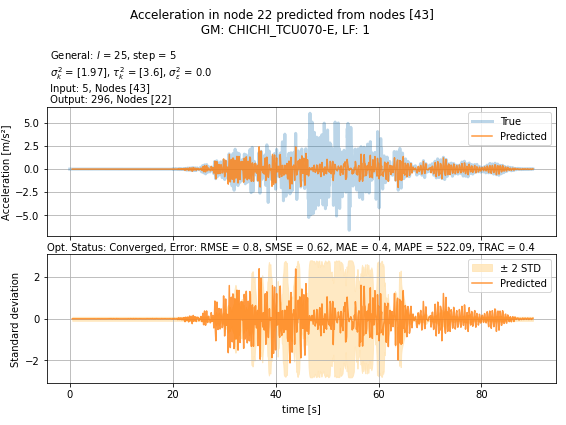 Acceleration in node 22 predicted from nodes [43]
GM: CHICHI_TCU070-E, LF: 1
General: l = 25, step = 5
σ²ₖ = [1.97], τ²ₖ = [3.6], σ²ε = 0.0
Input: 5, Nodes [43]
Output: 296, Nodes [22]
Acceleration [m/s²]
5.0
2.5
0.0
−2.5
−5.0
True
Predicted
Opt. Status: Converged, Error: RMSE = 0.8, SMSE = 0.62, MAE = 0.4, MAPE = 522.09, TRAC = 0.4
Standard deviation
2
0
−2
± 2 STD
Predicted
0 20 40 60 80
time [s]